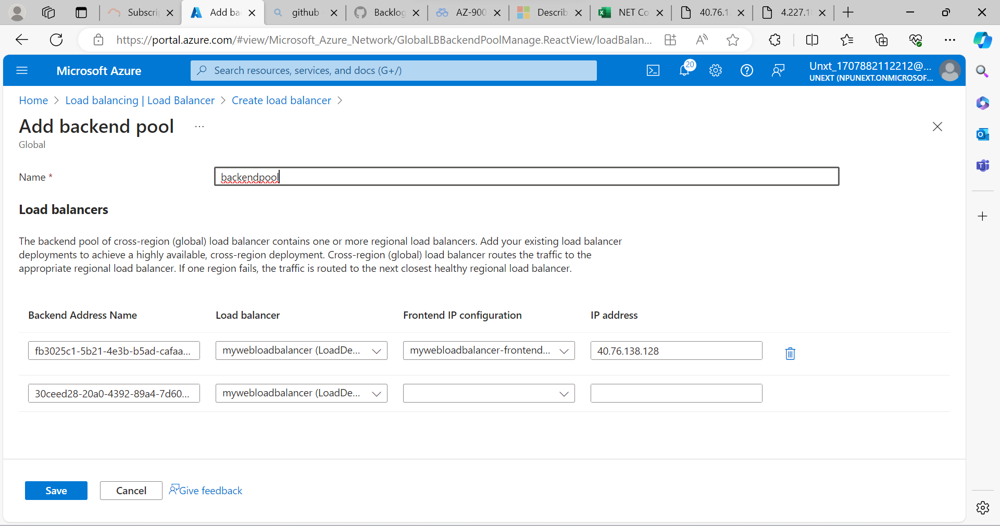 Subscri
Add ba
github
Backlog
AZ-900
Describ
NET Co
40.76.1
4.227.1
https://portal.azure.com/#view/Microsoft_Azure_Network/GlobalLBBackendPoolManage.ReactView/loadBalan...
Microsoft Azure
Search resources, services, and docs (G+/)
20
Unxt_1707882112212@...
UNEXT (NPUNEXT.ONMICROSOF...
Home > Load balancing | Load Balancer > Create load balancer >
Add backend pool ...
Global
Name *
backendpool
Load balancers
The backend pool of cross-region (global) load balancer contains one or more regional load balancers. Add your existing load balancer
deployments to achieve a highly available, cross-region deployment. Cross-region (global) load balancer routes the traffic to the
appropriate regional load balancer. If one region fails, the traffic is routed to the next closest healthy regional load balancer.
Backend Address Name Load balancer Frontend IP configuration IP address
fb3025c1-5b21-4e3b-b5ad-cafaa... mywebloadbalancer (LoadDe... mywebloadbalancer-frontend... 40.76.138.128
30ceed28-20a0-4392-89a4-7d60... mywebloadbalancer (LoadDe...
Save Cancel Give feedback